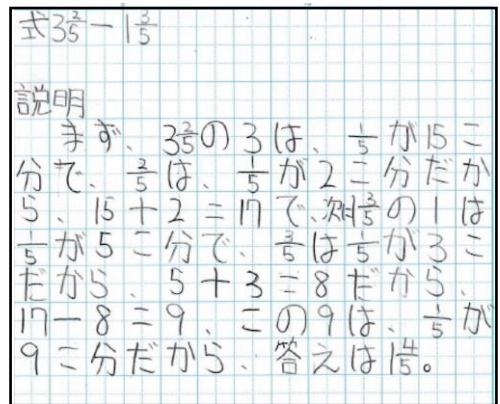 式3 2/5 − 1 3/5
説明
まず、3 2/5の3は、1/5が15こ
分で、2/5は、1/5が2こ分だか
ら、15+2=17で、次は1 3/5の1は
1/5が5こ分で、3/5は1/5が3こ
だから、5+3=8だから、
17−8=9、この9は、1/5が
9こ分だから、答えは1 4/5。